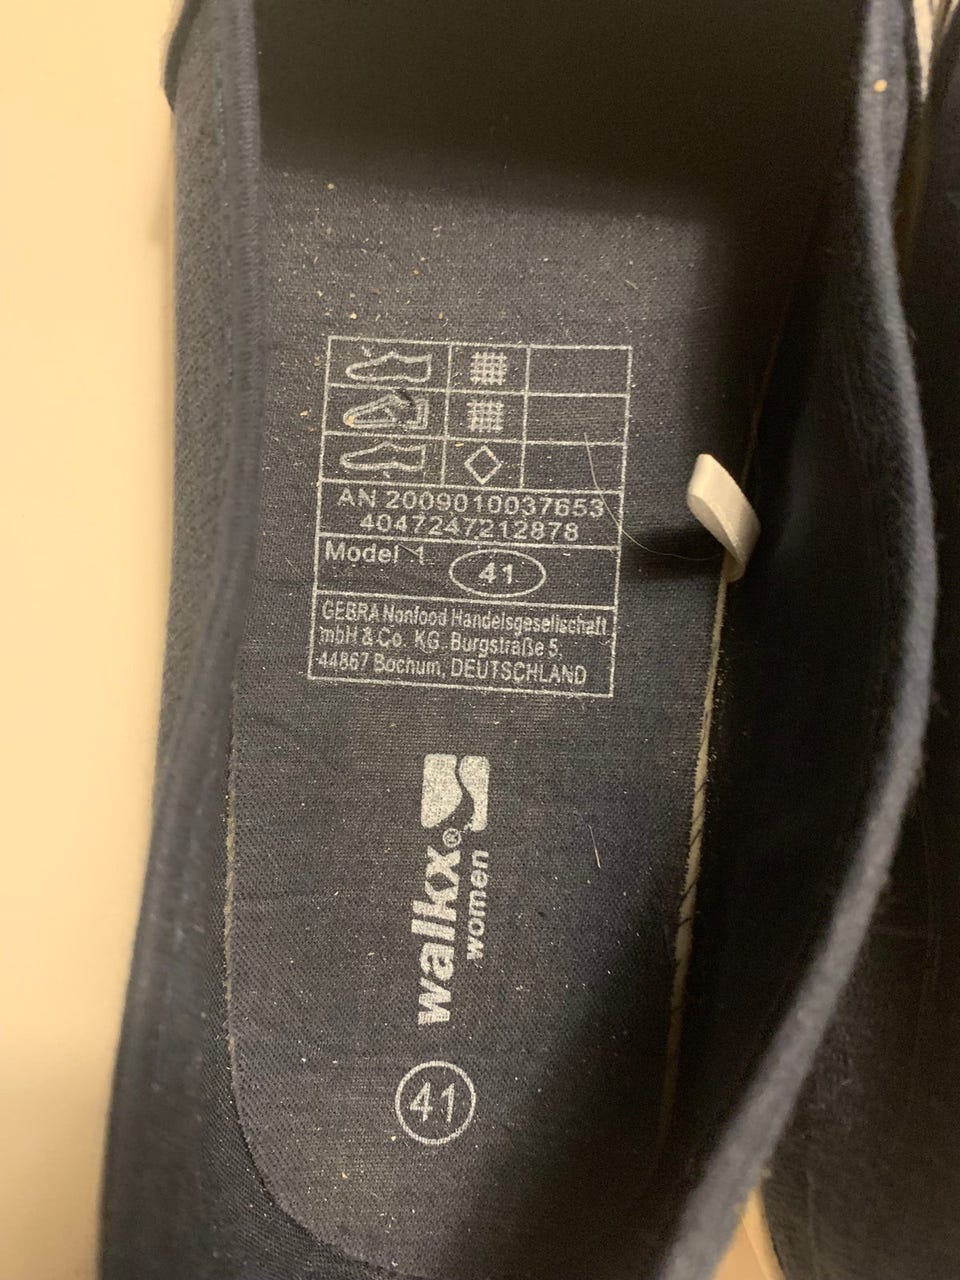 AN 2009010037653
4047247212878
Model 1
41
GEBRA Nonfood Handelsgesellschaft
mbH & Co. KG Burgstraße 5,
44867 Bochum, DEUTSCHLAND
walkx®
women
41